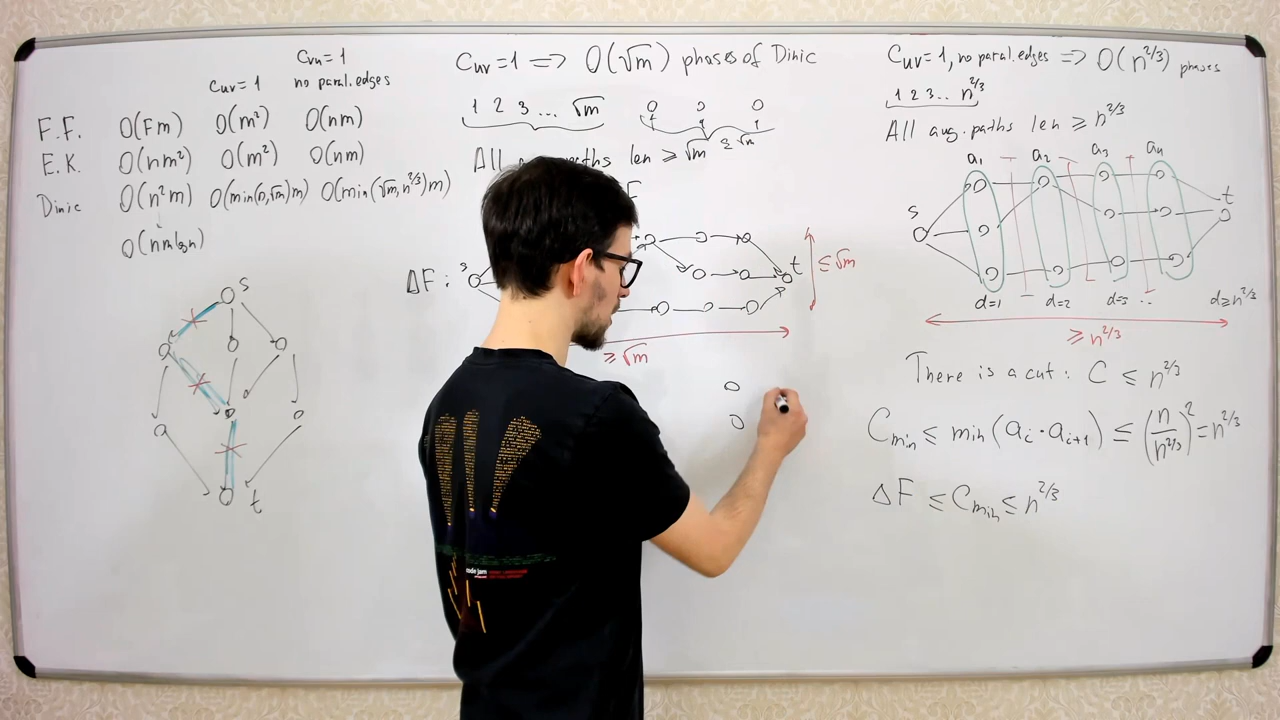 Cvu = 1
Cuv = 1 no paral. edges
F.F. O(Fm) O(m²) O(nm)
E.K. O(nm²) O(m²) O(nm)
Dinic O(n²m) O(min(n,√m)m) O(min(√m, n^2/3)m)
O(nm log n)
s
t
Cuv = 1 => O(√m) phases of Dinic
1 2 3 ... √m
≤ √m
All paths len ≥ √m
F
ΔF : s t ≤ √m
≥ √m
code jam
Cuv = 1, no paral. edges => O(n^2/3) phases
1 2 3 ... n^2/3
All aug. paths len ≥ n^2/3
a1 a2 a3 a4
s t
d=1 d=2 d=3 .. d≥n^2/3
≥ n^2/3
There is a cut : C ≤ n^2/3
Cmin ≤ min(ai · ai+1) ≤ (n/n^2/3)² = n^2/3
ΔF ≤ Cmin ≤ n^2/3